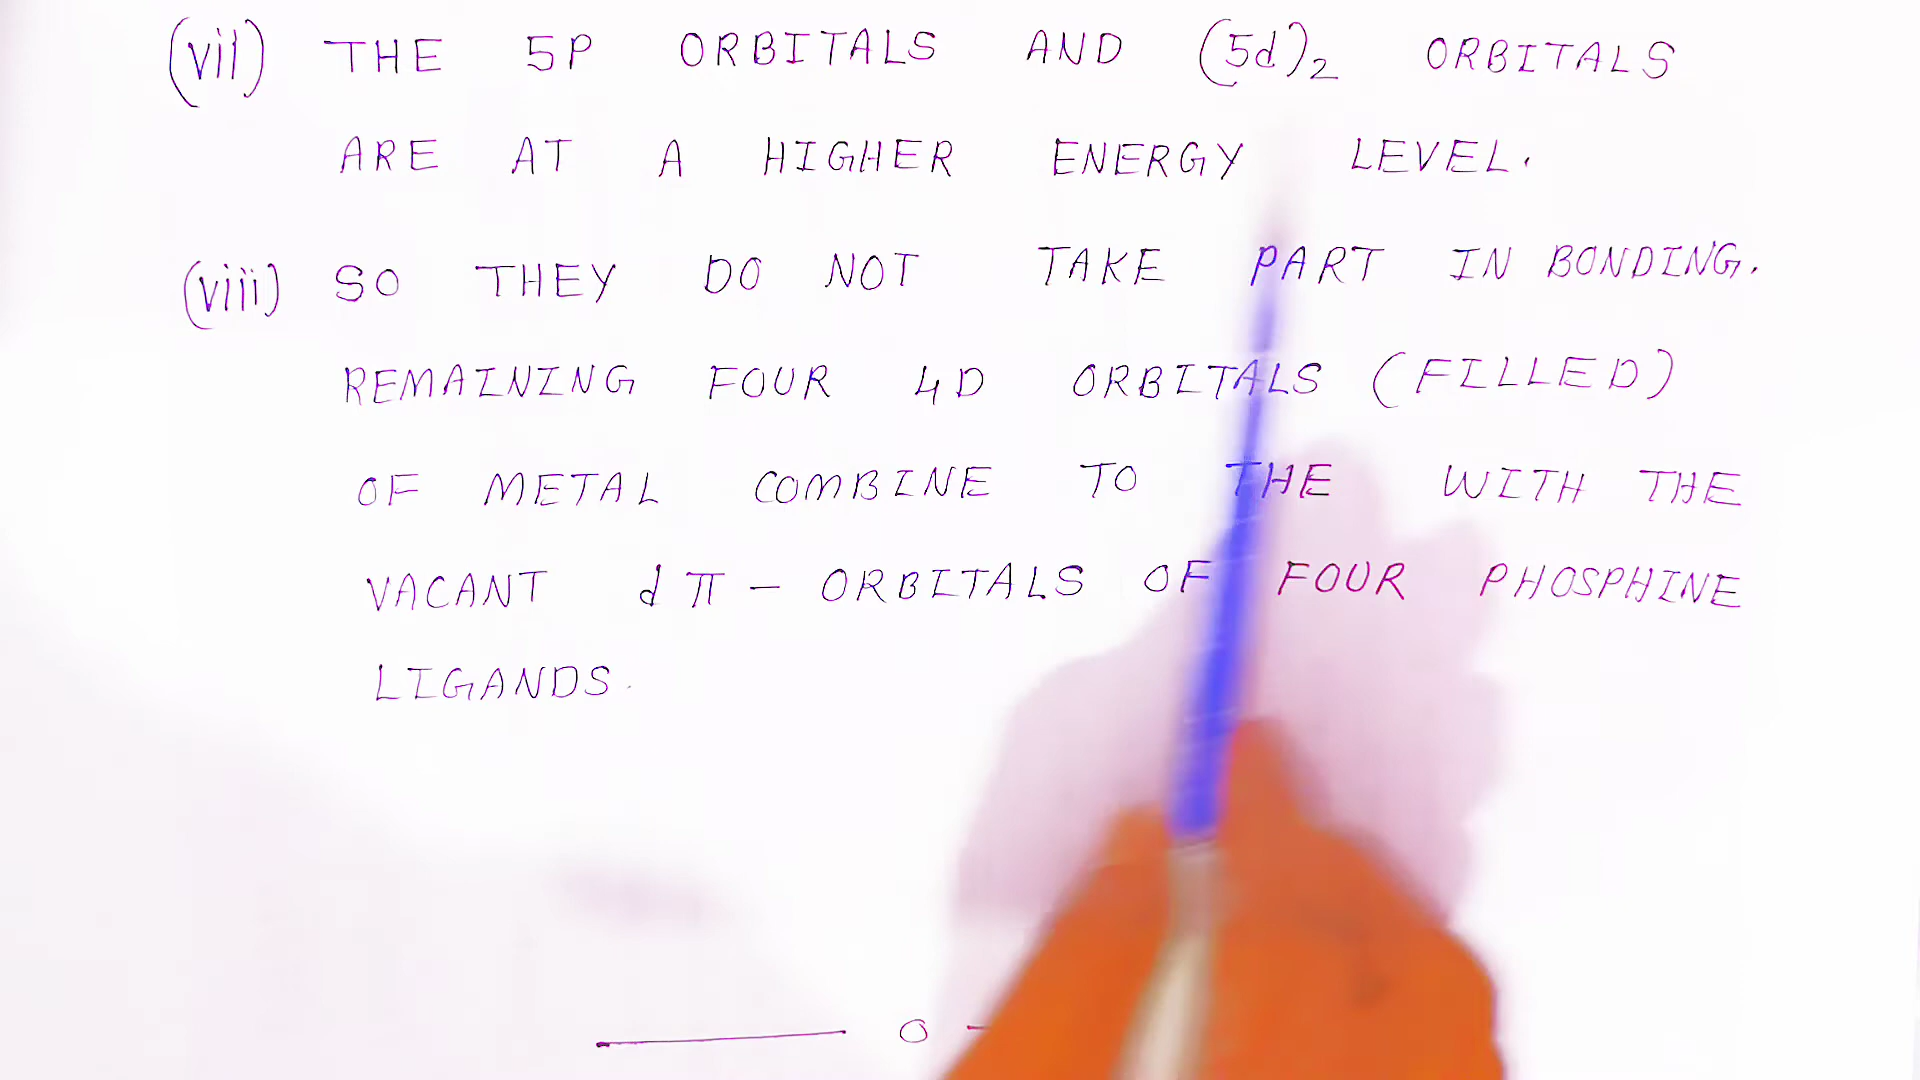 (vii) THE 5P ORBITALS AND (5d)2 ORBITALS
ARE AT A HIGHER ENERGY LEVEL.
(viii) SO THEY DO NOT TAKE PART IN BONDING.
REMAINING FOUR 4D ORBITALS (FILLED)
OF METAL COMBINE TO THE WITH THE
VACANT dπ - ORBITALS OF FOUR PHOSPHINE
LIGANDS.